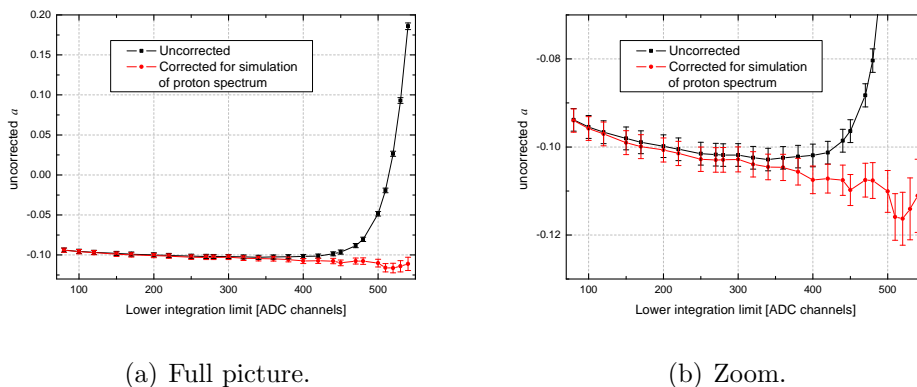 0.20
0.15
0.10
0.05
0.00
-0.05
-0.10
uncorrected a
Uncorrected
Corrected for simulation
of proton spectrum
100 200 300 400 500
Lower integration limit [ADC channels]
(a) Full picture.
-0.08
-0.10
-0.12
uncorrected a
Uncorrected
Corrected for simulation
of proton spectrum
100 200 300 400 500
Lower integration limit [ADC channels]
(b) Zoom.